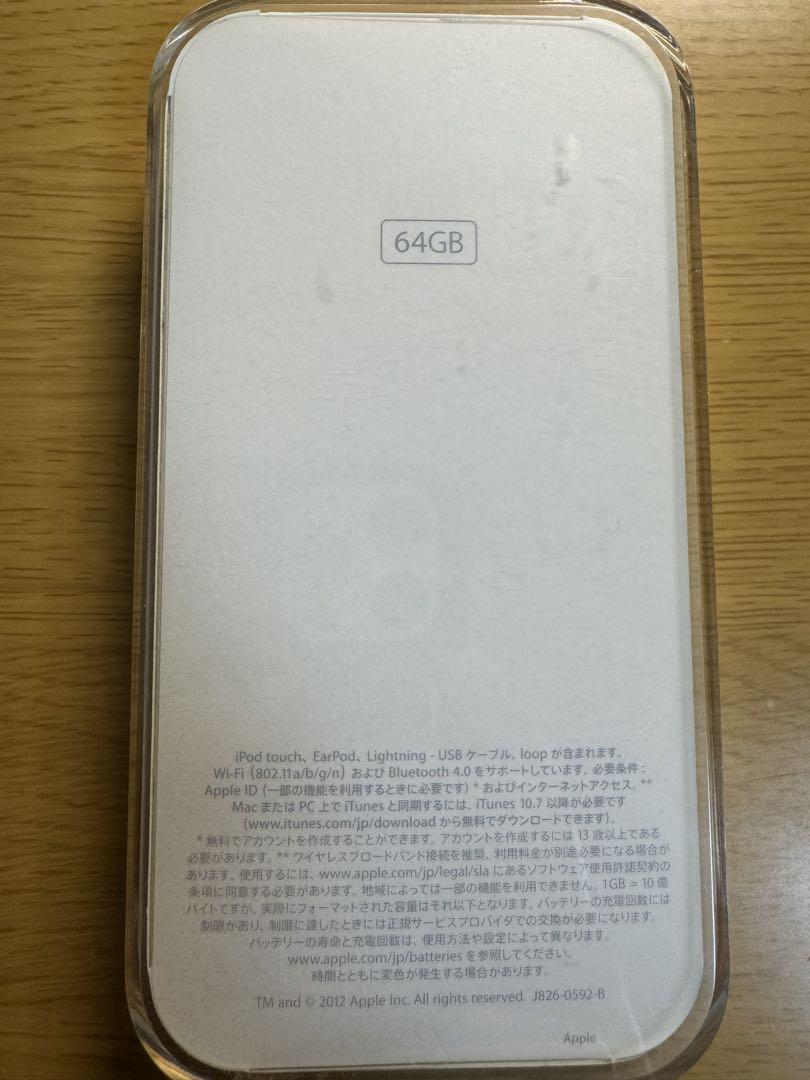 64GB
iPod touch、EarPod、Lightning - USB ケーブル、loop が含まれます。
Wi-Fi（802.11a/b/g/n）および Bluetooth 4.0 をサポートしています。必要条件：
Apple ID（一部の機能を利用するときに必要です）* およびインターネットアクセス。**
Mac または PC 上で iTunes と同期するには、iTunes 10.7 以降が必要です
（www.itunes.com/jp/download から無料でダウンロードできます）。
* 無料でアカウントを作成することができます。アカウントを作成するには 13 歳以上である
必要があります。** ワイヤレスブロードバンド接続を推奨、利用料金が別途必要になる場合が
あります。使用するには、www.apple.com/jp/legal/sla にあるソフトウェア使用許諾契約の
条項に同意する必要があります。地域によっては一部の機能を利用できません。1GB = 10 億
バイトですが、実際にフォーマットされた容量はそれ以下となります。バッテリーの充電回数には
制限があり、制限に達したときには正規サービスプロバイダでの交換が必要になります。
バッテリーの寿命と充電回数は、使用方法や設定によって異なります。
www.apple.com/jp/batteries を参照してください。
時間とともに変色が発生する場合があります。
TM and © 2012 Apple Inc. All rights reserved. J826-0592-B
Apple